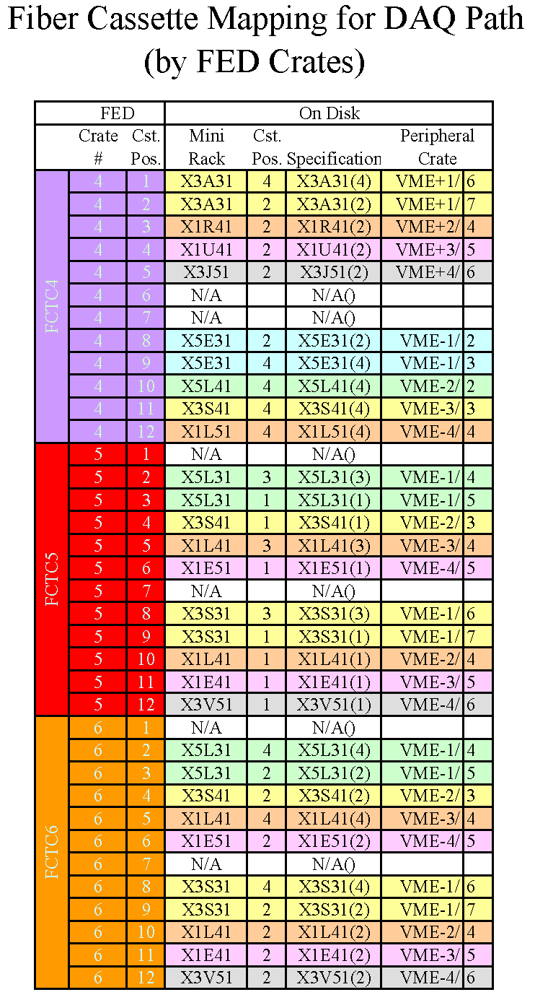 Fiber Cassette Mapping for DAQ Path
(by FED Crates)
FED On Disk
Crate Cst. Mini Cst. Peripheral
# Pos. Rack Pos. Specification Crate
FCTC4
4 1 X3A31 4 X3A31(4) VME+1/ 6
4 2 X3A31 2 X3A31(2) VME+1/ 7
4 3 X1R41 2 X1R41(2) VME+2/ 4
4 4 X1U41 2 X1U41(2) VME+3/ 5
4 5 X3J51 2 X3J51(2) VME+4/ 6
4 6 N/A N/A()
4 7 N/A N/A()
4 8 X5E31 2 X5E31(2) VME-1/ 2
4 9 X5E31 4 X5E31(4) VME-1/ 3
4 10 X5L41 4 X5L41(4) VME-2/ 2
4 11 X3S41 4 X3S41(4) VME-3/ 3
4 12 X1L51 4 X1L51(4) VME-4/ 4
FCTC5
5 1 N/A N/A()
5 2 X5L31 3 X5L31(3) VME-1/ 4
5 3 X5L31 1 X5L31(1) VME-1/ 5
5 4 X3S41 1 X3S41(1) VME-2/ 3
5 5 X1L41 3 X1L41(3) VME-3/ 4
5 6 X1E51 1 X1E51(1) VME-4/ 5
5 7 N/A N/A()
5 8 X3S31 3 X3S31(3) VME-1/ 6
5 9 X3S31 1 X3S31(1) VME-1/ 7
5 10 X1L41 1 X1L41(1) VME-2/ 4
5 11 X1E41 1 X1E41(1) VME-3/ 5
5 12 X3V51 1 X3V51(1) VME-4/ 6
FCTC6
6 1 N/A N/A()
6 2 X5L31 4 X5L31(4) VME-1/ 4
6 3 X5L31 2 X5L31(2) VME-1/ 5
6 4 X3S41 2 X3S41(2) VME-2/ 3
6 5 X1L41 4 X1L41(4) VME-3/ 4
6 6 X1E51 2 X1E51(2) VME-4/ 5
6 7 N/A N/A()
6 8 X3S31 4 X3S31(4) VME-1/ 6
6 9 X3S31 2 X3S31(2) VME-1/ 7
6 10 X1L41 2 X1L41(2) VME-2/ 4
6 11 X1E41 2 X1E41(2) VME-3/ 5
6 12 X3V51 2 X3V51(2) VME-4/ 6